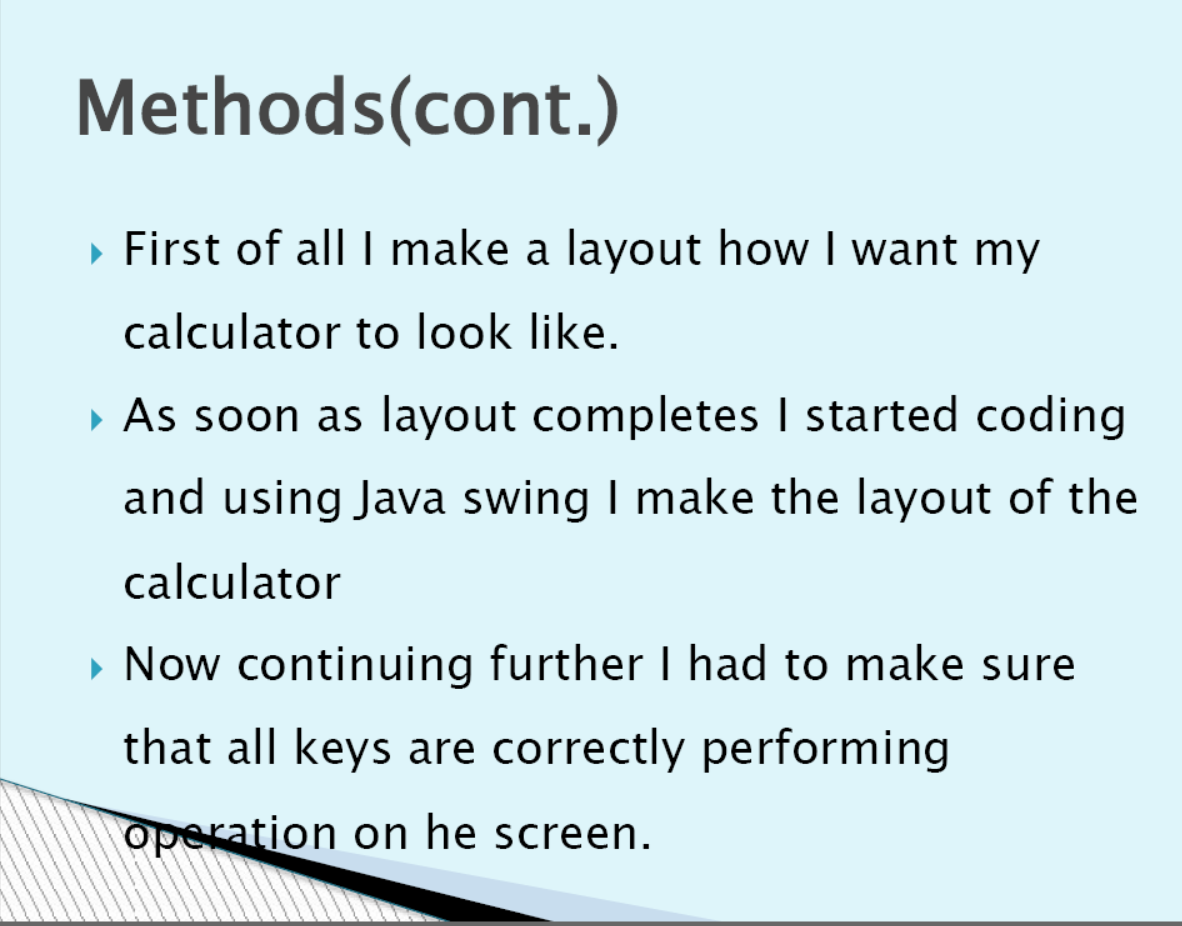 Methods(cont.)
First of all I make a layout how I want my
calculator to look like.
As soon as layout completes I started coding
and using Java swing I make the layout of the
calculator
Now continuing further I had to make sure
that all keys are correctly performing
operation on he screen.